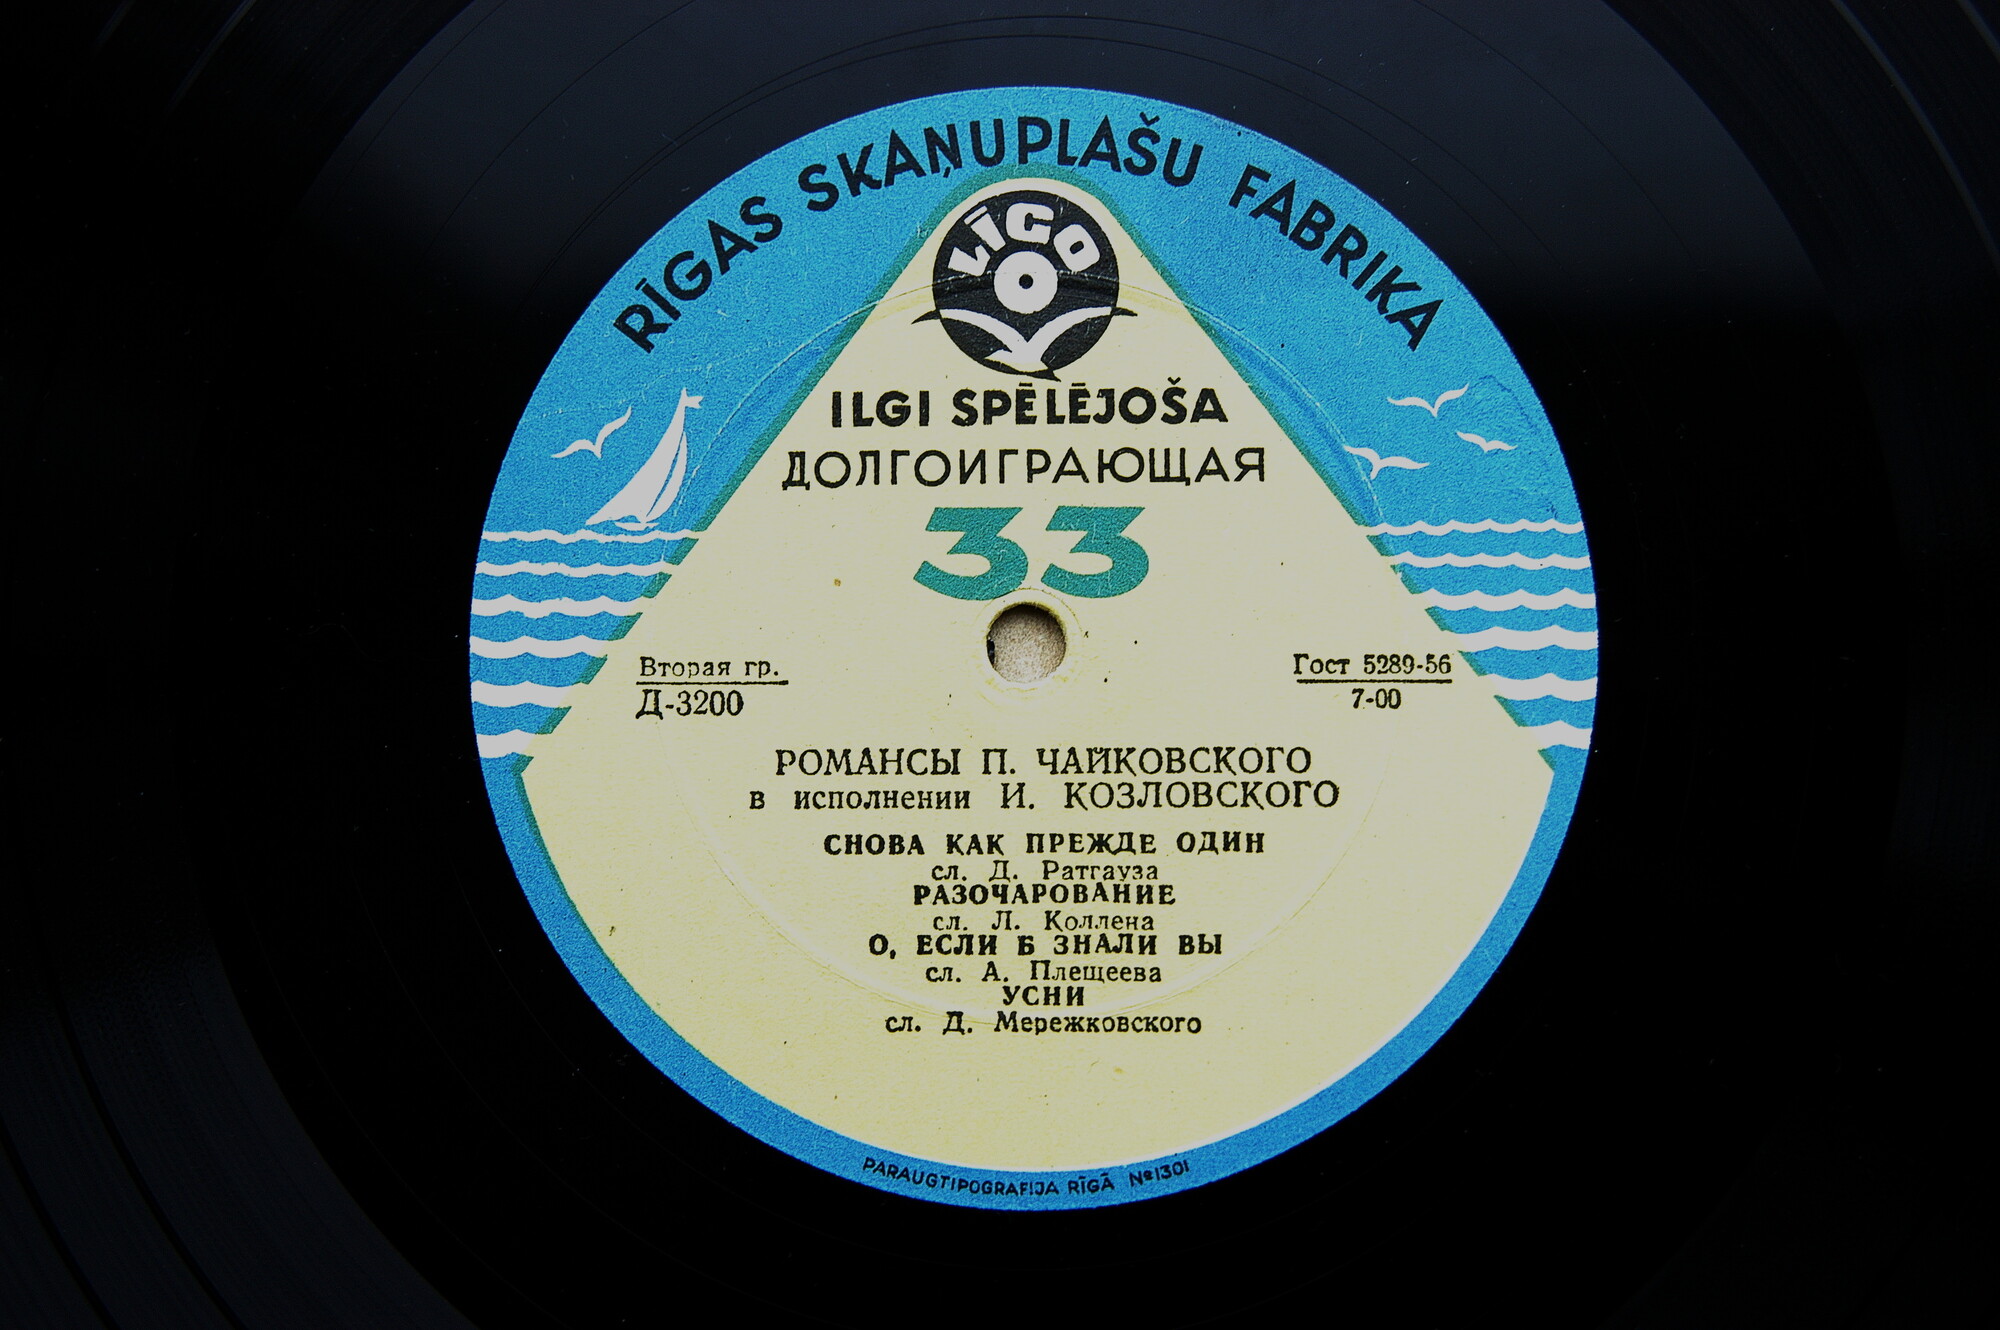 RĪGAS SKAŅUPLAŠU FABRIKA
LĪGO
ILGI SPĒLĒJOŠA
ДОЛГОИГРАЮЩАЯ
33
Вторая гр.
Д-3200
Гост 5289-56
7-00
РОМАНСЫ П. ЧАЙКОВСКОГО
в исполнении И. КОЗЛОВСКОГО
СНОВА КАК ПРЕЖДЕ ОДИН
сл. Д. Ратгауза
РАЗОЧАРОВАНИЕ
сл. Л. Коллена
О, ЕСЛИ Б ЗНАЛИ ВЫ
сл. А. Плещеева
УСНИ
сл. Д. Мережковского
PARAUGTIPOGRAFIJA RĪGĀ №1301